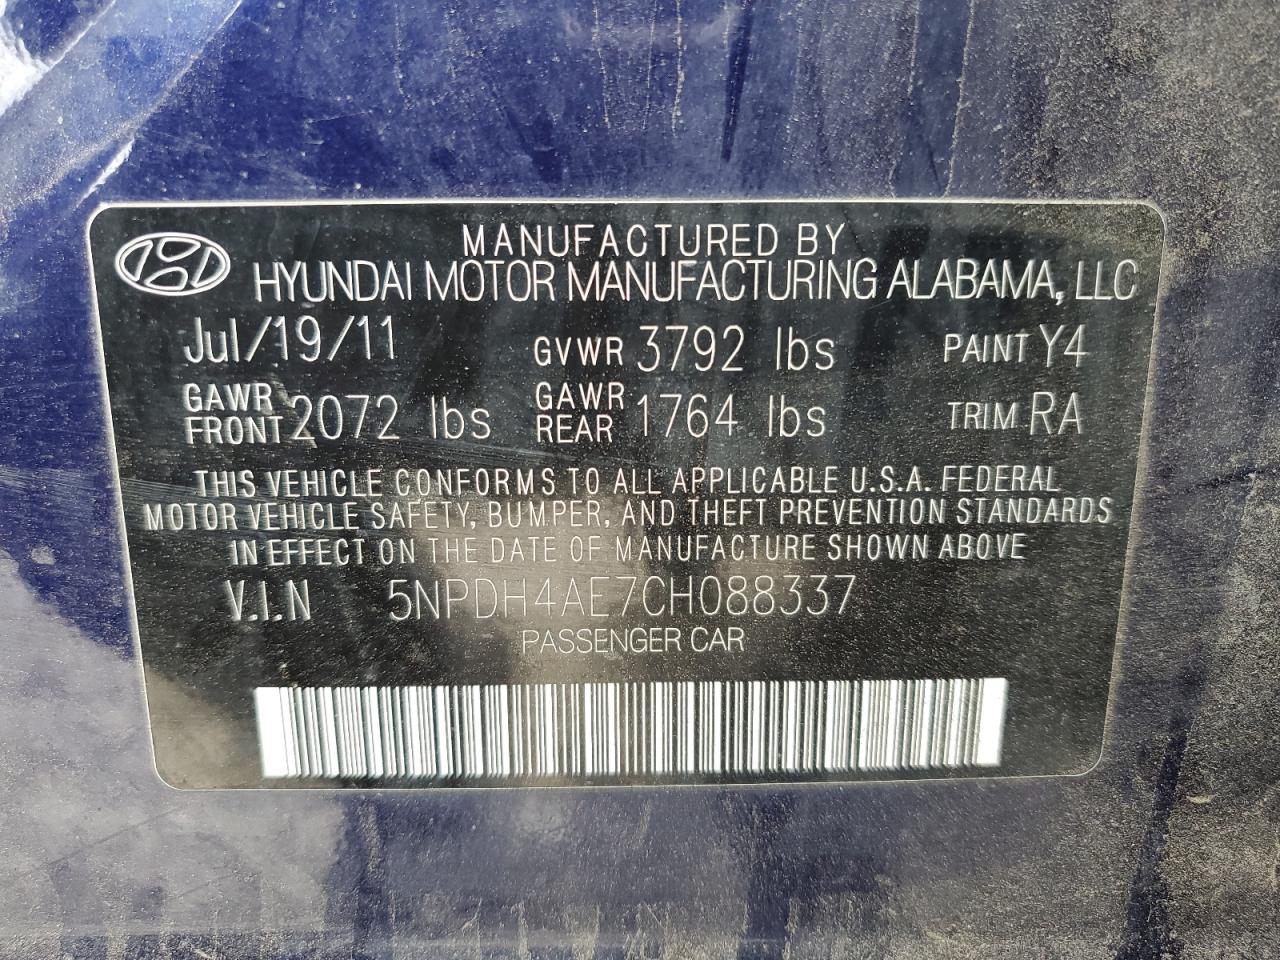 MANUFACTURED BY
HYUNDAI MOTOR MANUFACTURING ALABAMA, LLC
Jul/19/11 GVWR 3792 lbs PAINT Y4
GAWR FRONT 2072 lbs GAWR REAR 1764 lbs TRIM RA
THIS VEHICLE CONFORMS TO ALL APPLICABLE U.S.A. FEDERAL
MOTOR VEHICLE SAFETY, BUMPER, AND THEFT PREVENTION STANDARDS
IN EFFECT ON THE DATE OF MANUFACTURE SHOWN ABOVE
V.I.N 5NPDH4AE7CH088337
PASSENGER CAR